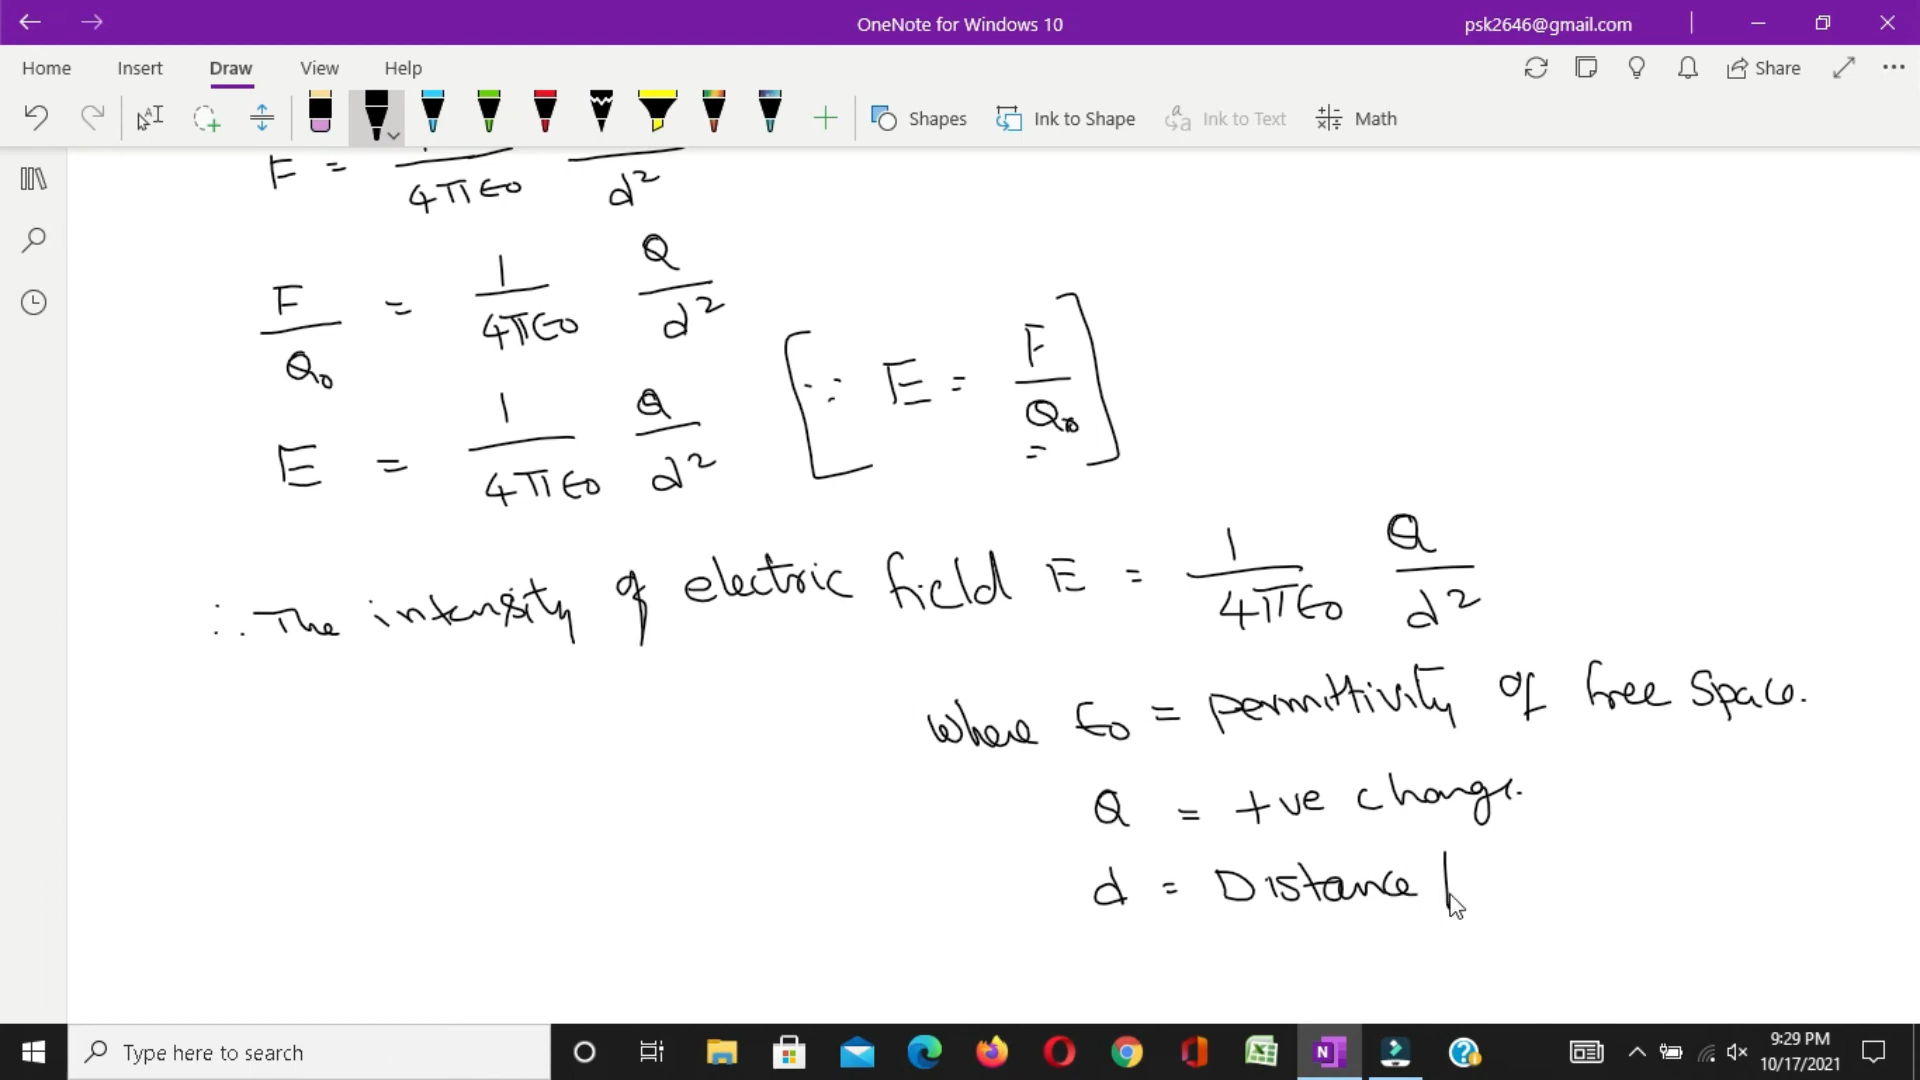 OneNote for Windows 10
psk2646@gmail.com
Home Insert Draw View Help
Share
Shapes Ink to Shape Ink to Text Math
F = 4πϵ0 d²
F/Q0 = 1/4πϵ0 Q/d²
E = 1/4πϵ0 Q/d² [∵ E = F/Q0]
∴ The intensity of electric field E = 1/4πϵ0 Q/d²
where ϵ0 = permittivity of free space.
Q = +ve charge.
d = Distance
Type here to search
9:29 PM
10/17/2021